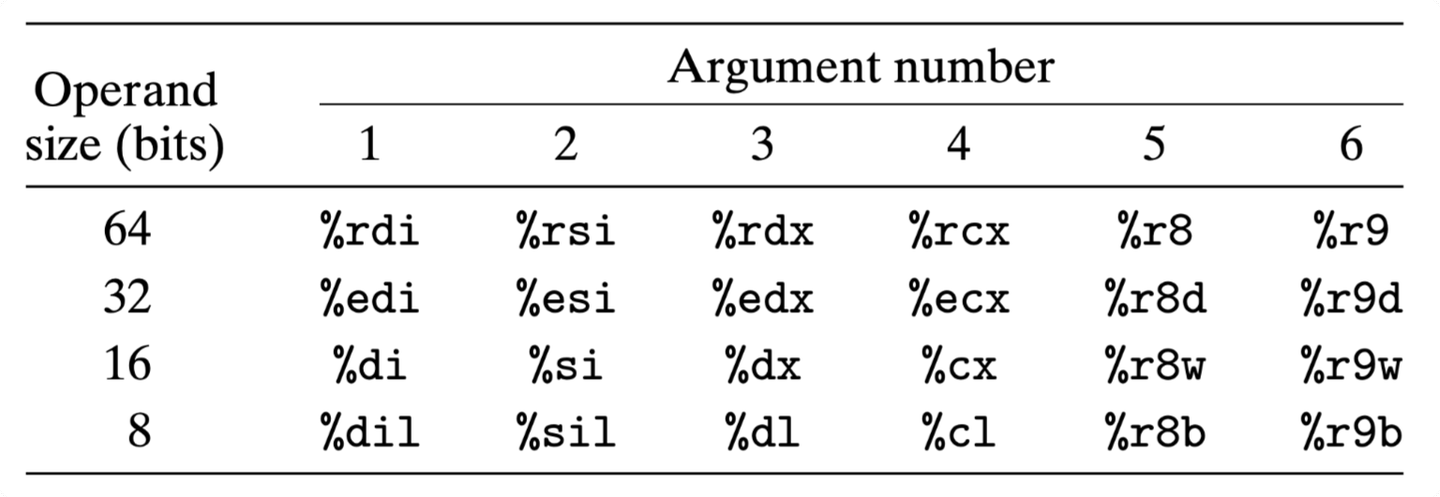 Argument number
Operand
size (bits) 1 2 3 4 5 6
64 %rdi %rsi %rdx %rcx %r8 %r9
32 %edi %esi %edx %ecx %r8d %r9d
16 %di %si %dx %cx %r8w %r9w
8 %dil %sil %dl %cl %r8b %r9b